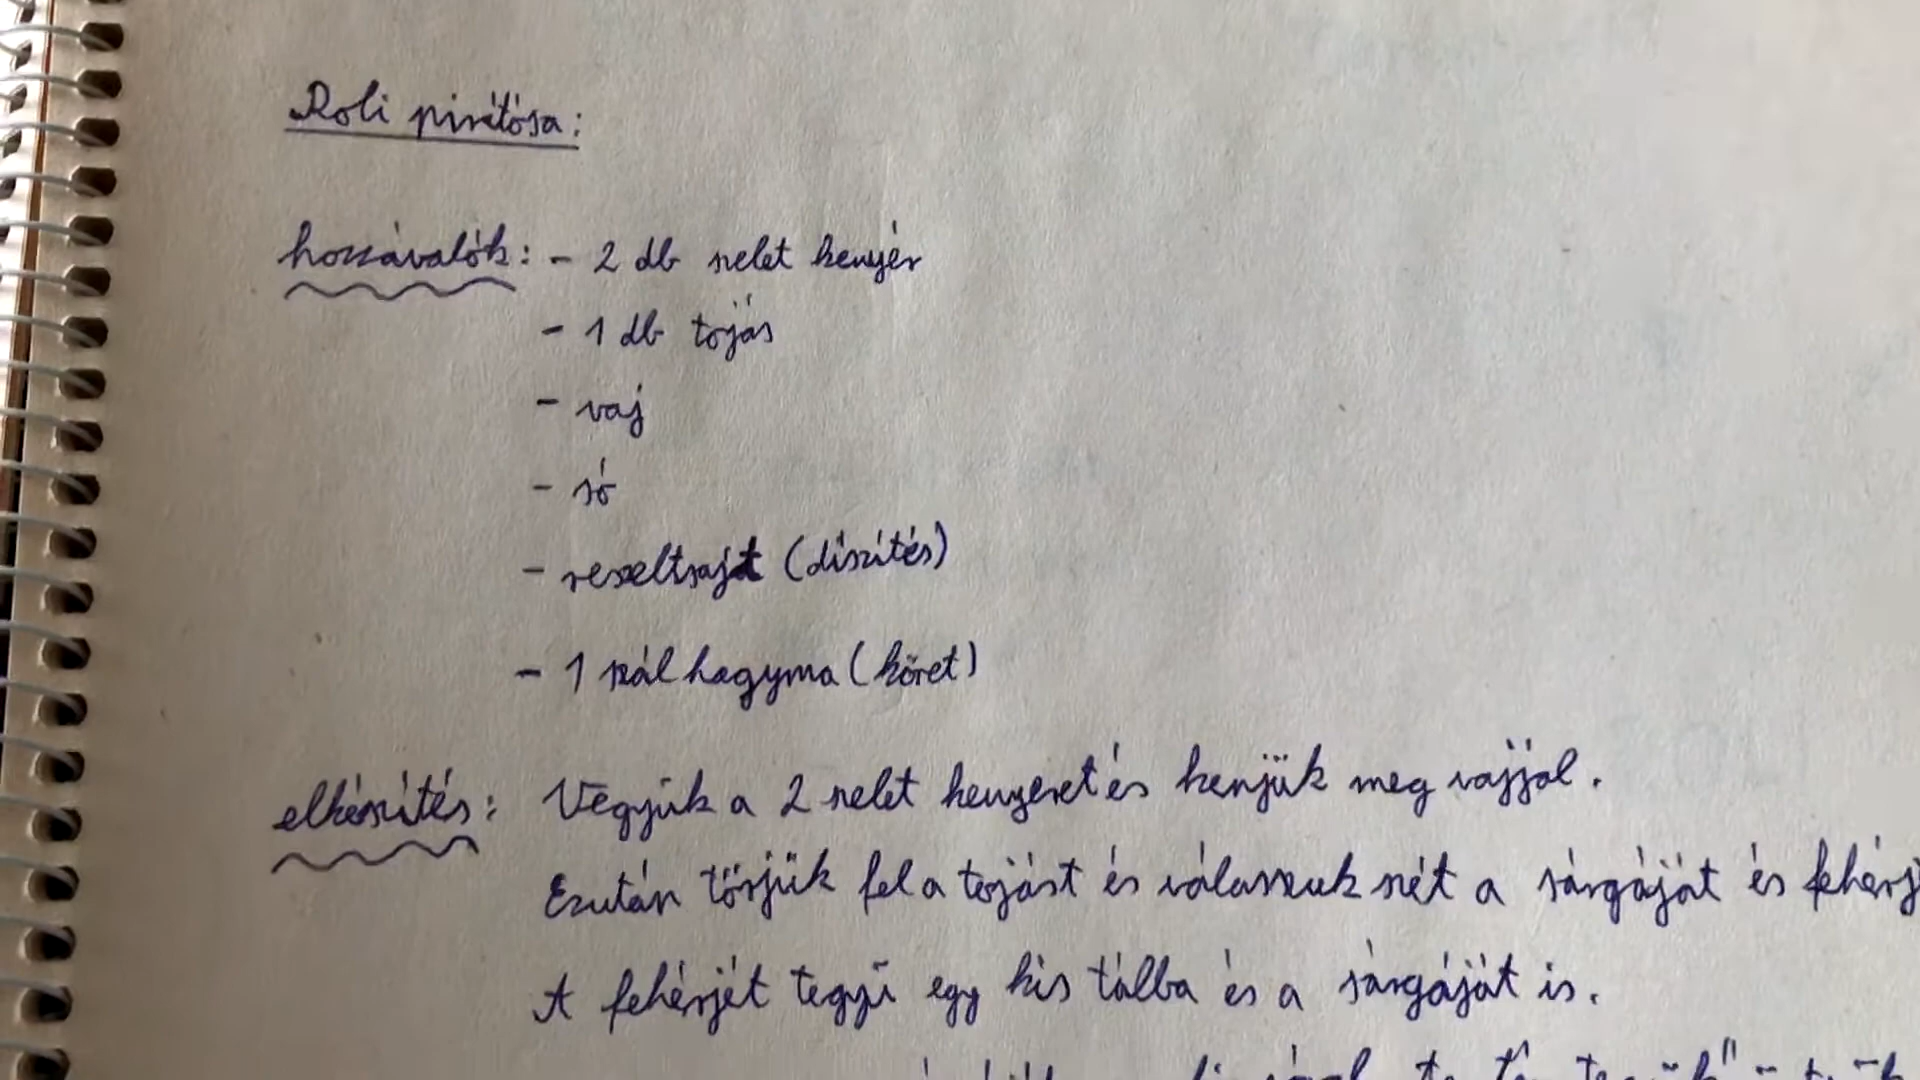 Roli pirítósa:
hozzávalók: - 2 db szelet kenyér
- 1 db tojás
- vaj
- só
- reszeltsajt (díszítés)
- 1 szál hagyma (köret)
elkészítés: Vegyük a 2 szelet kenyeret és kenjük meg vajjal.
Ezután törjük fel a tojást és válasszuk szét a sárgáját és fehérj
A fehérjét tegyü egy kis tálba és a sárgáját is.